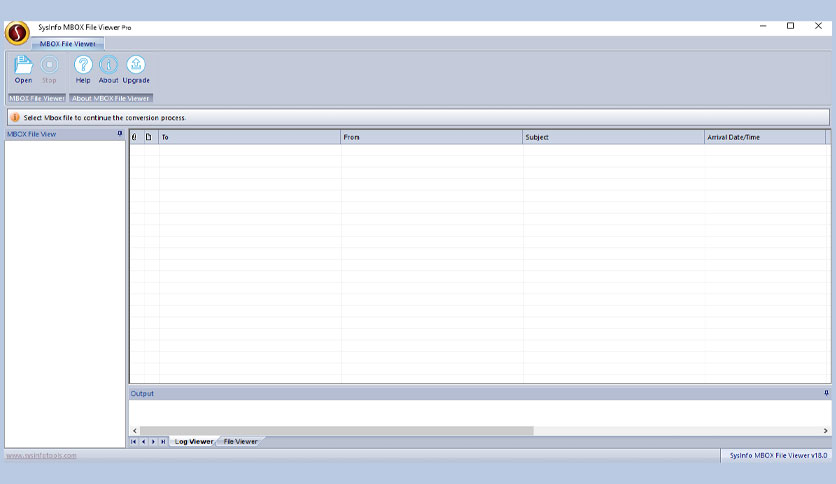 SysInfo MBOX File Viewer Pro
MBOX File Viewer
Open Stop Help About Upgrade
MBOX File Viewer About MBOX File Viewer
Select Mbox file to continue the conversion process.
MBOX File View
To From Subject Arrival Date/Time
Output
Log Viewer File Viewer
www.sysinfotools.com SysInfo MBOX File Viewer v18.0